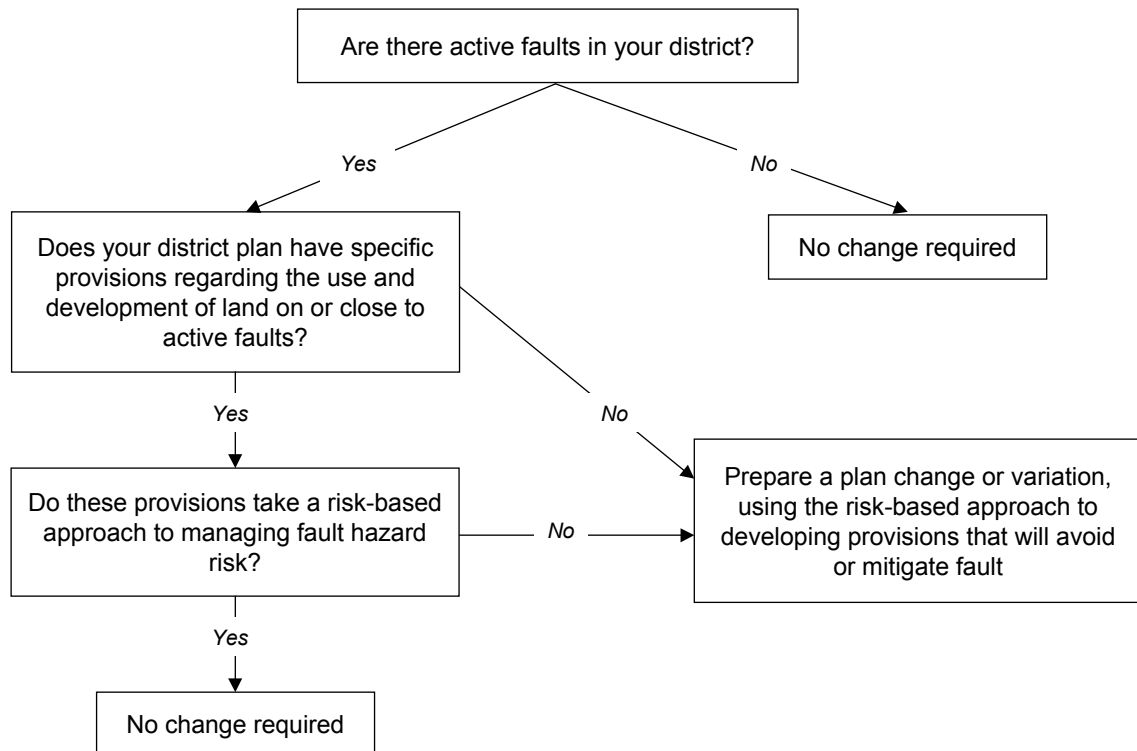 Are there active faults in your district?
Yes
No
Does your district plan have specific
provisions regarding the use and
development of land on or close to
active faults?
No change required
Yes
No
Do these provisions take a risk-based
approach to managing fault hazard
risk?
No
Prepare a plan change or variation,
using the risk-based approach to
developing provisions that will avoid
or mitigate fault
Yes
No change required